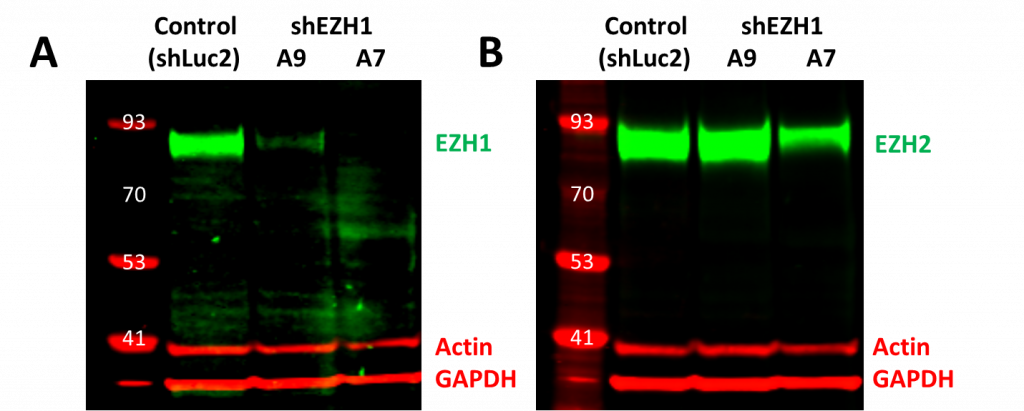 A
Control
(shLuc2)
shEZH1
A9 A7
93
70
53
41
EZH1
Actin
GAPDH
B
Control
(shLuc2)
shEZH1
A9 A7
93
70
53
41
EZH2
Actin
GAPDH